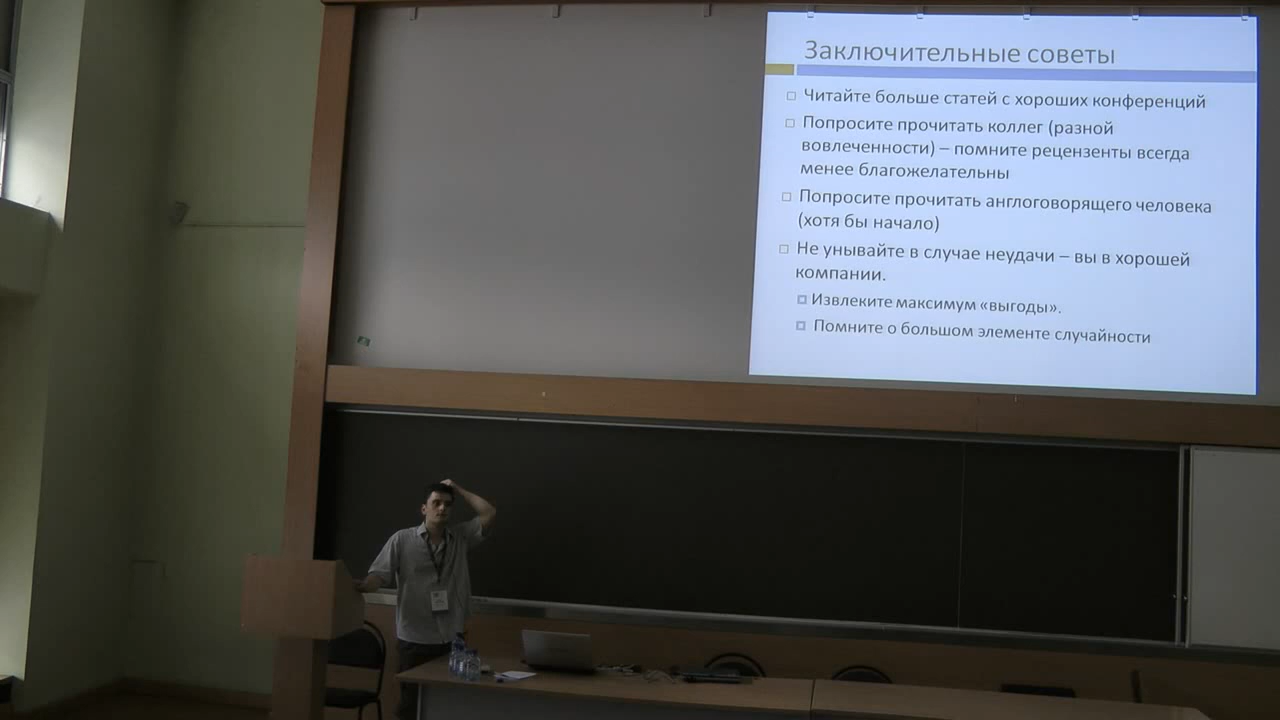 Заключительные советы
Читайте больше статей с хороших конференций
Попросите прочитать коллег (разной
вовлеченности) – помните рецензенты всегда
менее благожелательны
Попросите прочитать англоговорящего человека
(хотя бы начало)
Не унывайте в случае неудачи – вы в хорошей
компании.
Извлеките максимум «выгоды».
Помните о большом элементе случайности